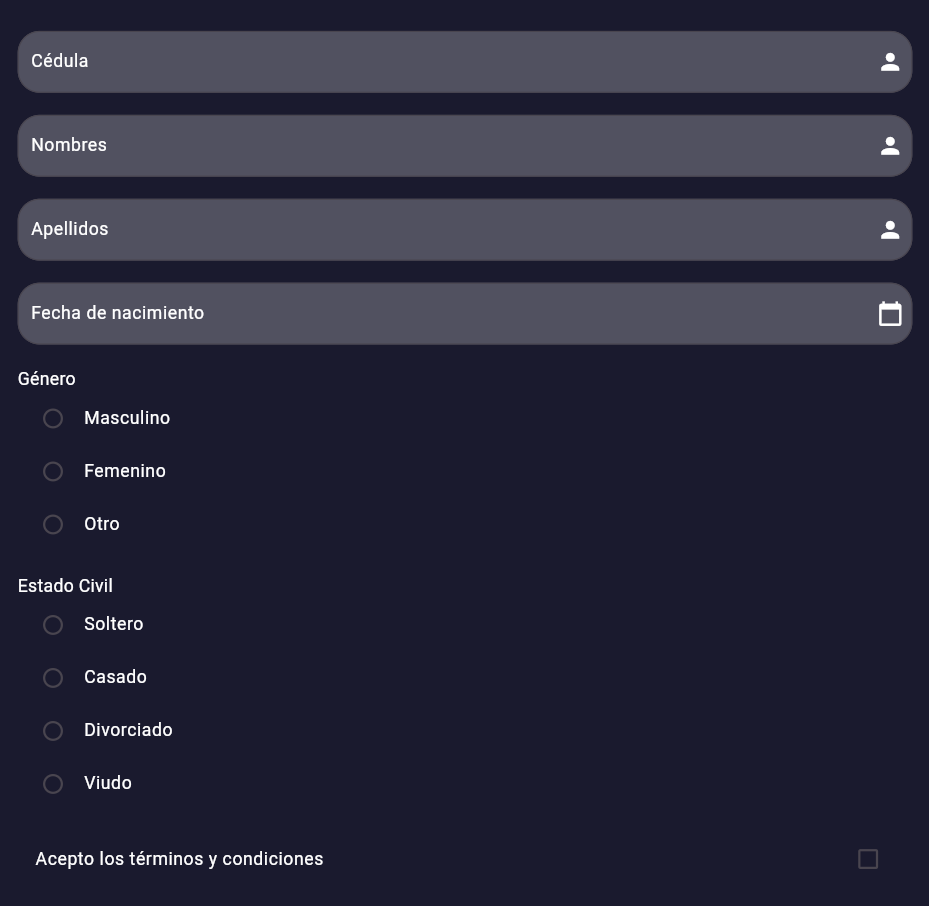 Cédula
Nombres
Apellidos
Fecha de nacimiento
Género
Masculino
Femenino
Otro
Estado Civil
Soltero
Casado
Divorciado
Viudo
Acepto los términos y condiciones